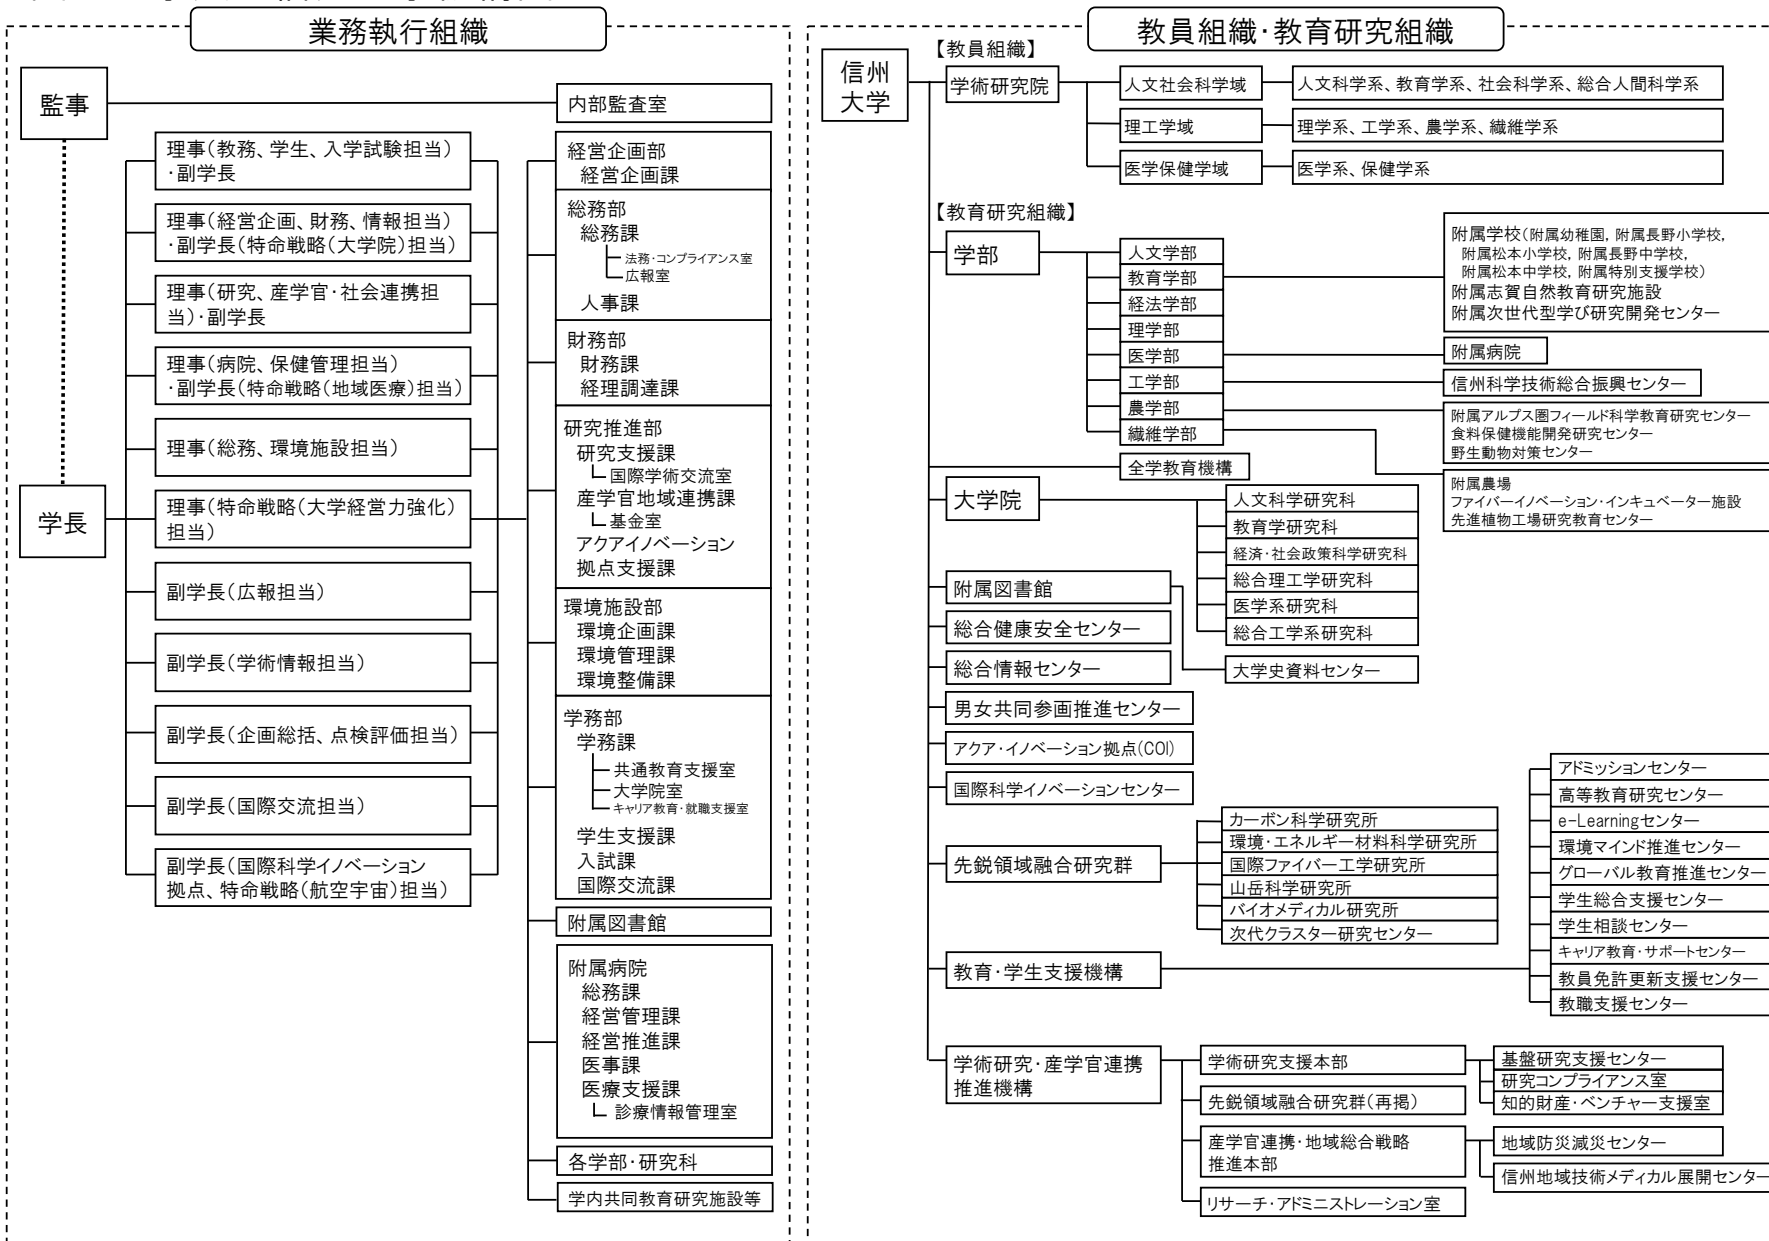 業務執行組織
監事
内部監査室
学長
理事(教務、学生、入学試験担当)
・副学長
理事(経営企画、財務、情報担当)
・副学長(特命戦略(大学院)担当)
理事(研究、産学官・社会連携担
当)・副学長
理事(病院、保健管理担当)
・副学長(特命戦略(地域医療)担当)
理事(総務、環境施設担当)
理事(特命戦略(大学経営力強化)
担当)
副学長(広報担当)
副学長(学術情報担当)
副学長(企画総括、点検評価担当)
副学長(国際交流担当)
副学長(国際科学イノベーション
拠点、特命戦略(航空宇宙)担当)
経営企画部
経営企画課
総務部
総務課
法務・コンプライアンス室
広報室
人事課
財務部
財務課
経理調達課
研究推進部
研究支援課
国際学術交流室
産学官地域連携課
基金室
アクアイノベーション
拠点支援課
環境施設部
環境企画課
環境管理課
環境整備課
学務部
学務課
共通教育支援室
大学院室
キャリア教育・就職支援室
学生支援課
入試課
国際交流課
附属図書館
附属病院
総務課
経営管理課
経営推進課
医事課
医療支援課
診療情報管理室
各学部・研究科
学内共同教育研究施設等
教員組織・教育研究組織
信州
大学
【教員組織】
学術研究院
人文社会科学域
人文科学系、教育学系、社会科学系、総合人間科学系
理工学域
理学系、工学系、農学系、繊維学系
医学保健学域
医学系、保健学系
【教育研究組織】
学部
人文学部
教育学部
経法学部
理学部
医学部
工学部
農学部
繊維学部
附属学校(附属幼稚園, 附属長野小学校,
附属松本小学校, 附属長野中学校,
附属松本中学校, 附属特別支援学校)
附属志賀自然教育研究施設
附属次世代型学び研究開発センター
附属病院
信州科学技術総合振興センター
附属アルプス圏フィールド科学教育研究センター
食料保健機能開発研究センター
野生動物対策センター
附属農場
ファイバーイノベーション・インキュベーター施設
先進植物工場研究教育センター
全学教育機構
大学院
人文科学研究科
教育学研究科
経済・社会政策科学研究科
総合理工学研究科
医学系研究科
総合工学系研究科
附属図書館
大学史資料センター
総合健康安全センター
総合情報センター
男女共同参画推進センター
アクア・イノベーション拠点(COI)
国際科学イノベーションセンター
先鋭領域融合研究群
カーボン科学研究所
環境・エネルギー材料科学研究所
国際ファイバー工学研究所
山岳科学研究所
バイオメディカル研究所
次代クラスター研究センター
教育・学生支援機構
アドミッションセンター
高等教育研究センター
e-Learningセンター
環境マインド推進センター
グローバル教育推進センター
学生総合支援センター
学生相談センター
キャリア教育・サポートセンター
教員免許更新支援センター
教職支援センター
学術研究・産学官連携
推進機構
学術研究支援本部
基盤研究支援センター
研究コンプライアンス室
知的財産・ベンチャー支援室
先鋭領域融合研究群(再掲)
産学官連携・地域総合戦略
推進本部
地域防災減災センター
信州地域技術メディカル展開センター
リサーチ・アドミニストレーション室